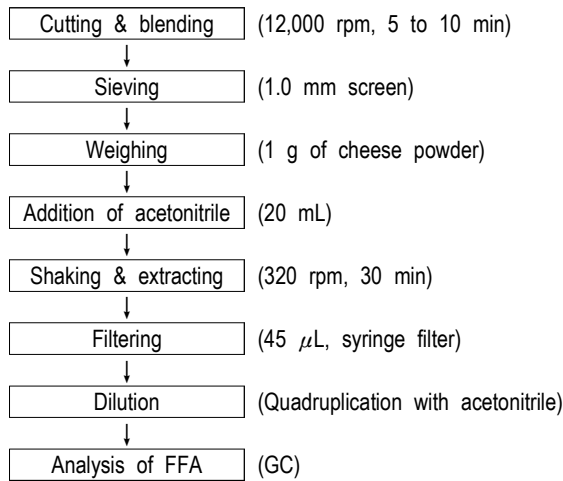 Cutting & blending (12,000 rpm, 5 to 10 min)
Sieving (1.0 mm screen)
Weighing (1 g of cheese powder)
Addition of acetonitrile (20 mL)
Shaking & extracting (320 rpm, 30 min)
Filtering (45 μL, syringe filter)
Dilution (Quadruplication with acetonitrile)
Analysis of FFA (GC)